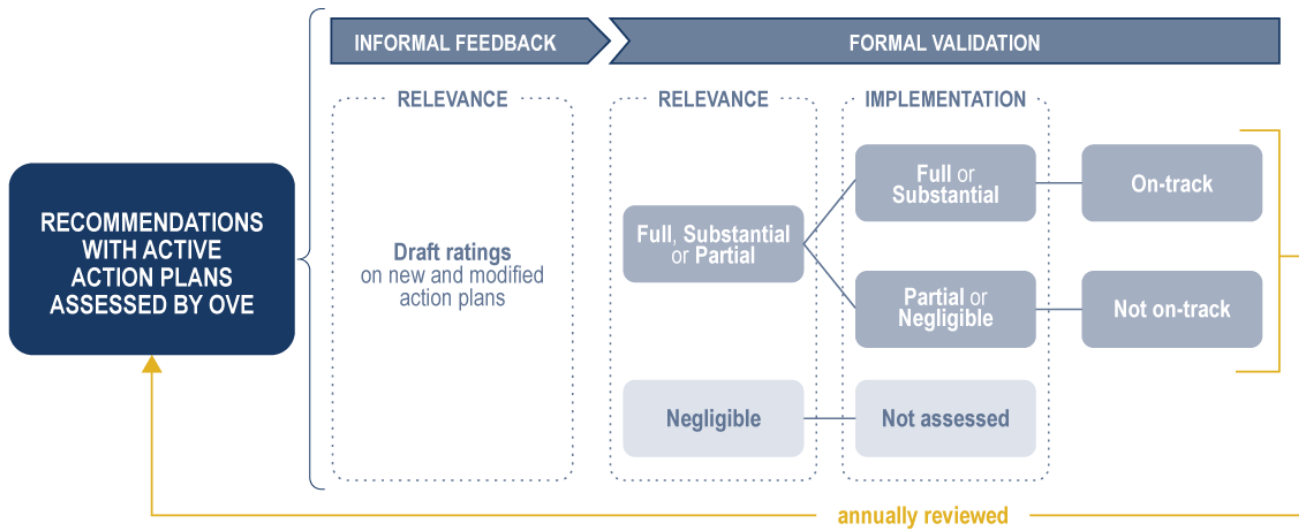 INFORMAL FEEDBACK
FORMAL VALIDATION
RELEVANCE
RELEVANCE
IMPLEMENTATION
RECOMMENDATIONS
WITH ACTIVE
ACTION PLANS
ASSESSED BY OVE
Draft ratings
on new and modified
action plans
Full, Substantial
or Partial
Full or
Substantial
On-track
Partial or
Negligible
Not on-track
Negligible
Not assessed
annually reviewed